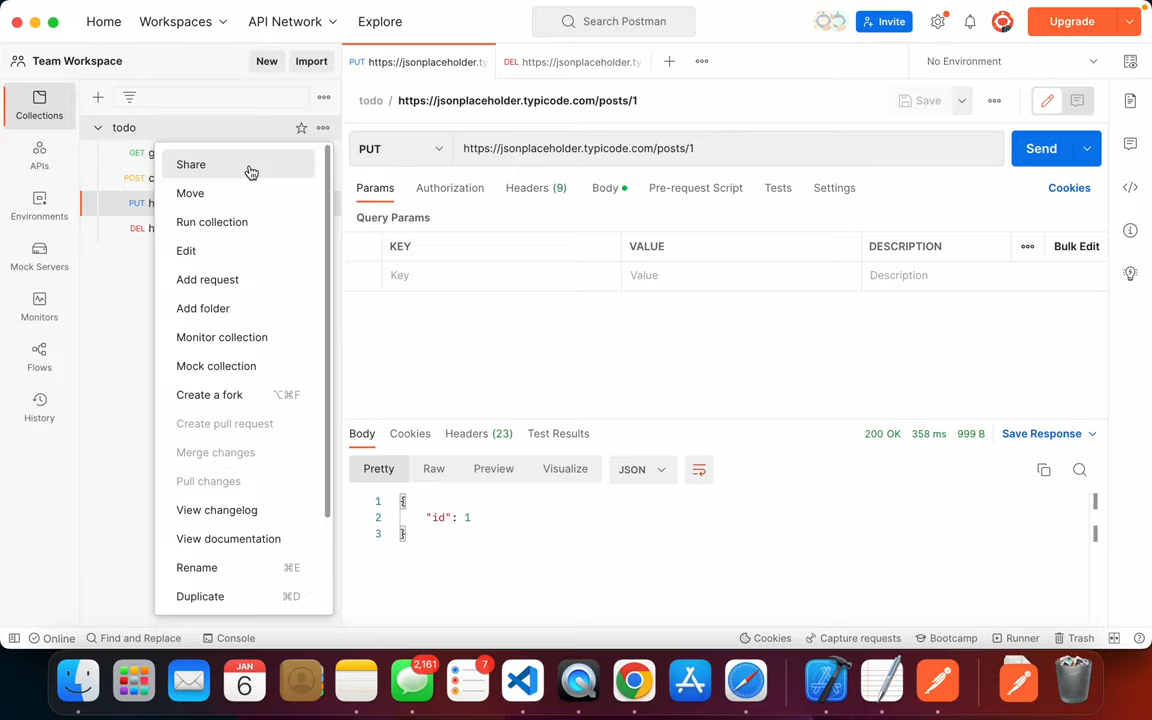 Home
Workspaces
API Network
Explore
Search Postman
Invite
Upgrade
Team Workspace
New
Import
PUT https://jsonplaceholder.ty
DEL https://jsonplaceholder.ty
No Environment
Collections
APIs
Environments
Mock Servers
Monitors
Flows
History
todo
GET g
POST c
PUT h
DEL h
Share
Move
Run collection
Edit
Add request
Add folder
Monitor collection
Mock collection
Create a fork ⌥⌘F
Create pull request
Merge changes
Pull changes
View changelog
View documentation
Rename ⌘E
Duplicate ⌘D
todo / https://jsonplaceholder.typicode.com/posts/1
Save
PUT
https://jsonplaceholder.typicode.com/posts/1
Send
Params
Authorization
Headers (9)
Body
Pre-request Script
Tests
Settings
Cookies
Query Params
KEY
VALUE
DESCRIPTION
Bulk Edit
Key
Value
Description
Body
Cookies
Headers (23)
Test Results
200 OK
358 ms
999 B
Save Response
Pretty
Raw
Preview
Visualize
JSON
1 {
2 "id": 1
3 }
Online
Find and Replace
Console
Cookies
Capture requests
Bootcamp
Runner
Trash
JAN
6
2,161
7